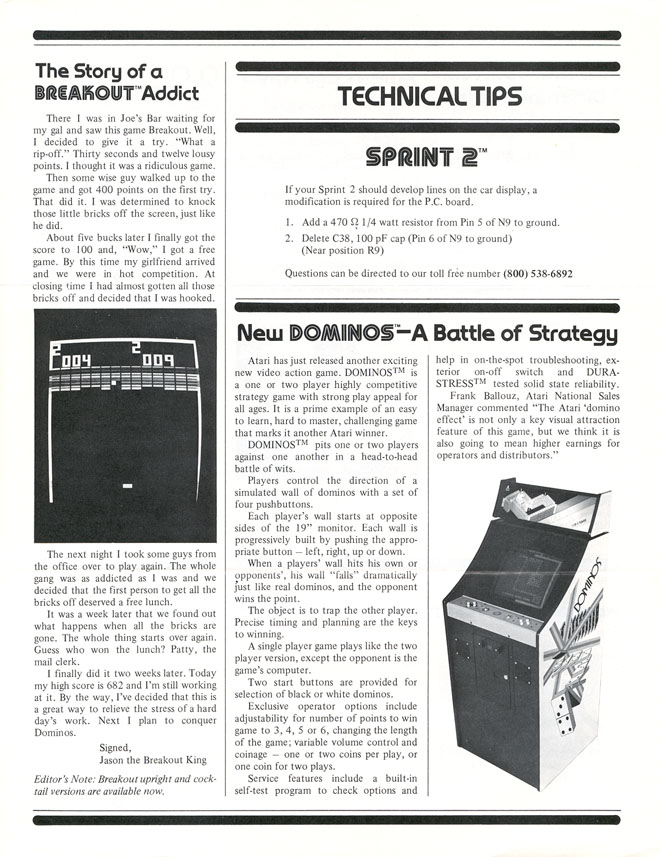 The Story of a
BREAKOUT™ Addict
There I was in Joe's Bar waiting for
my gal and saw this game Breakout. Well,
I decided to give it a try. "What a
rip-off." Thirty seconds and twelve lousy
points. I thought it was a ridiculous game.
Then some wise guy walked up to the
game and got 400 points on the first try.
That did it. I was determined to knock
those little bricks off the screen, just like
he did.
About five bucks later I finally got the
score to 100 and, "Wow," I got a free
game. By this time my girlfriend arrived
and we were in hot competition. At
closing time I had almost gotten all those
bricks off and decided that I was hooked.
2 2
004 009
The next night I took some guys from
the office over to play again. The whole
gang was as addicted as I was and we
decided that the first person to get all the
bricks off deserved a free lunch.
It was a week later that we found out
what happens when all the bricks are
gone. The whole thing starts over again.
Guess who won the lunch? Patty, the
mail clerk.
I finally did it two weeks later. Today
my high score is 682 and I'm still working
at it. By the way, I've decided that this is
a great way to relieve the stress of a hard
day's work. Next I plan to conquer
Dominos.
Signed,
Jason the Breakout King
Editor's Note: Breakout upright and cock-
tail versions are available now.
TECHNICAL TIPS
SPRINT 2™
If your Sprint 2 should develop lines on the car display, a
modification is required for the P.C. board.
1. Add a 470 Ω 1/4 watt resistor from Pin 5 of N9 to ground.
2. Delete C38, 100 pF cap (Pin 6 of N9 to ground)
(Near position R9)
Questions can be directed to our toll free number (800) 538-6892
New DOMINOS™—A Battle of Strategy
Atari has just released another exciting
new video action game. DOMINOS™ is
a one or two player highly competitive
strategy game with strong play appeal for
all ages. It is a prime example of an easy
to learn, hard to master, challenging game
that marks it another Atari winner.
DOMINOS™ pits one or two players
against one another in a head-to-head
battle of wits.
Players control the direction of a
simulated wall of dominos with a set of
four pushbuttons.
Each player's wall starts at opposite
sides of the 19" monitor. Each wall is
progressively built by pushing the appro-
priate button — left, right, up or down.
When a players' wall hits his own or
opponents', his wall "falls" dramatically
just like real dominos, and the opponent
wins the point.
The object is to trap the other player.
Precise timing and planning are the keys
to winning.
A single player game plays like the two
player version, except the opponent is the
game's computer.
Two start buttons are provided for
selection of black or white dominos.
Exclusive operator options include
adjustability for number of points to win
game to 3, 4, 5 or 6, changing the length
of the game; variable volume control and
coinage — one or two coins per play, or
one coin for two plays.
Service features include a built-in
self-test program to check options and
help in on-the-spot troubleshooting, ex-
terior on-off switch and DURA-
STRESS™ tested solid state reliability.
Frank Ballouz, Atari National Sales
Manager commented "The Atari 'domino
effect' is not only a key visual attraction
feature of this game, but we think it is
also going to mean higher earnings for
operators and distributors."
DOMINOS